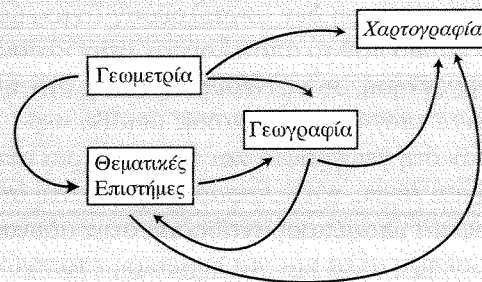 Χαρτογραφία
Γεωμετρία
Γεωγραφία
Θεματικές
Επιστήμες